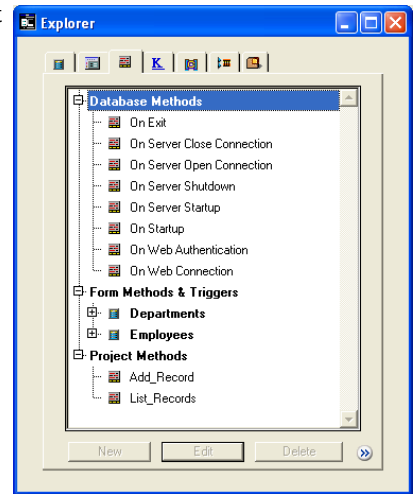 Explorer
K
Database Methods
On Exit
On Server Close Connection
On Server Open Connection
On Server Shutdown
On Server Startup
On Startup
On Web Authentication
On Web Connection
Form Methods & Triggers
Departments
Employees
Project Methods
Add_Record
List_Records
New Edit Delete